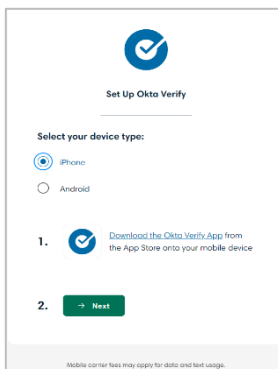 Set Up Okta Verify
Select your device type:
iPhone
Android
1. Download the Okta Verify App from
the App Store onto your mobile device
2. → Next
Mobile carrier fees may apply for data and text usage.